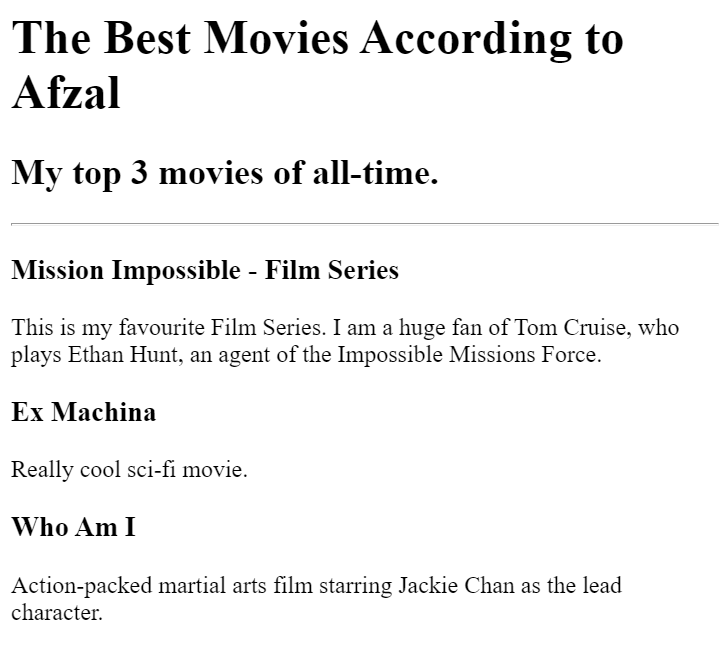 The Best Movies According to
Afzal
My top 3 movies of all-time.
Mission Impossible - Film Series
This is my favourite Film Series. I am a huge fan of Tom Cruise, who
plays Ethan Hunt, an agent of the Impossible Missions Force.
Ex Machina
Really cool sci-fi movie.
Who Am I
Action-packed martial arts film starring Jackie Chan as the lead
character.